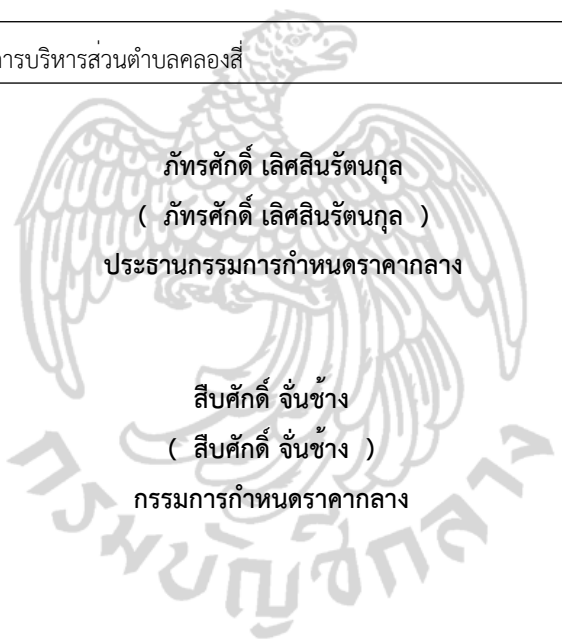 ารบริหารส่วนตำบลคลองสี่
ภัทรศักดิ์ เลิศสินรัตนกุล
( ภัทรศักดิ์ เลิศสินรัตนกุล )
ประธานกรรมการกำหนดราคากลาง
สืบศักดิ์ จั่นช้าง
( สืบศักดิ์ จั่นช้าง )
กรรมการกำหนดราคากลาง
กรมบัญชีกลาง